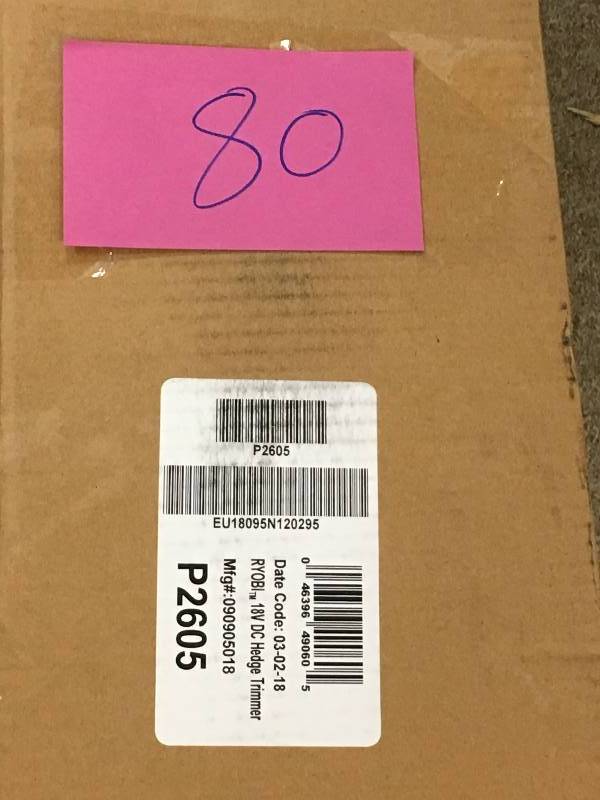 80
P2605
EU18095N120295
0 46396 49060 5
Date Code: 03-02-18
RYOBI™ 18V DC Hedge Trimmer
Mfg#:090905018
P2605